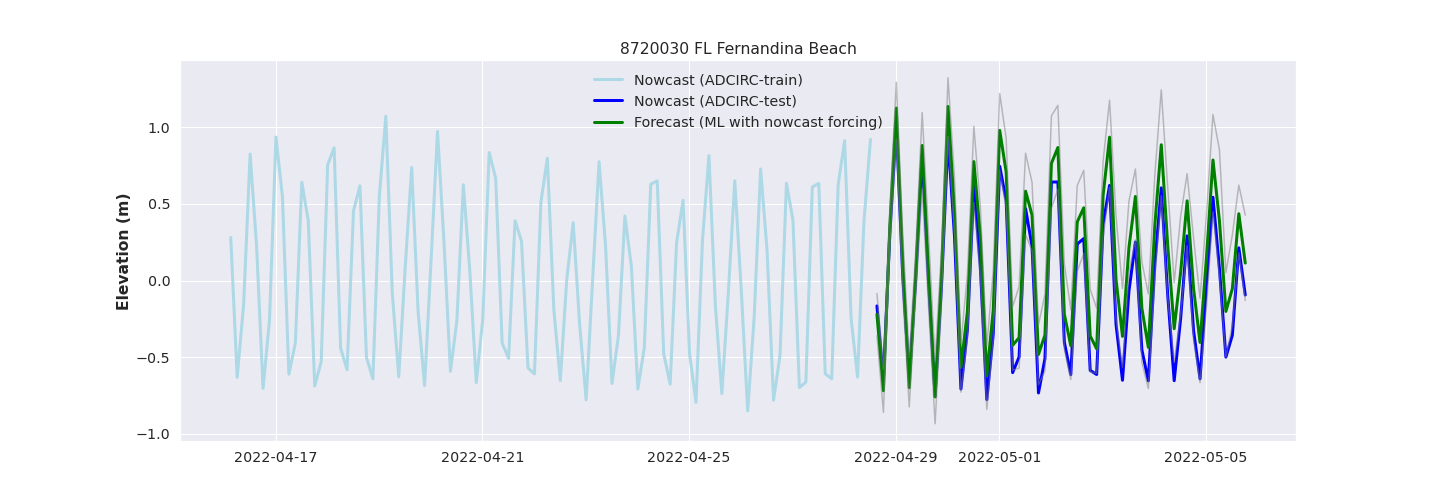 8720030 FL Fernandina Beach
Nowcast (ADCIRC-train)
Nowcast (ADCIRC-test)
Forecast (ML with nowcast forcing)
Elevation (m)
1.0
0.5
0.0
−0.5
−1.0
2022-04-17 2022-04-21 2022-04-25 2022-04-29 2022-05-01 2022-05-05